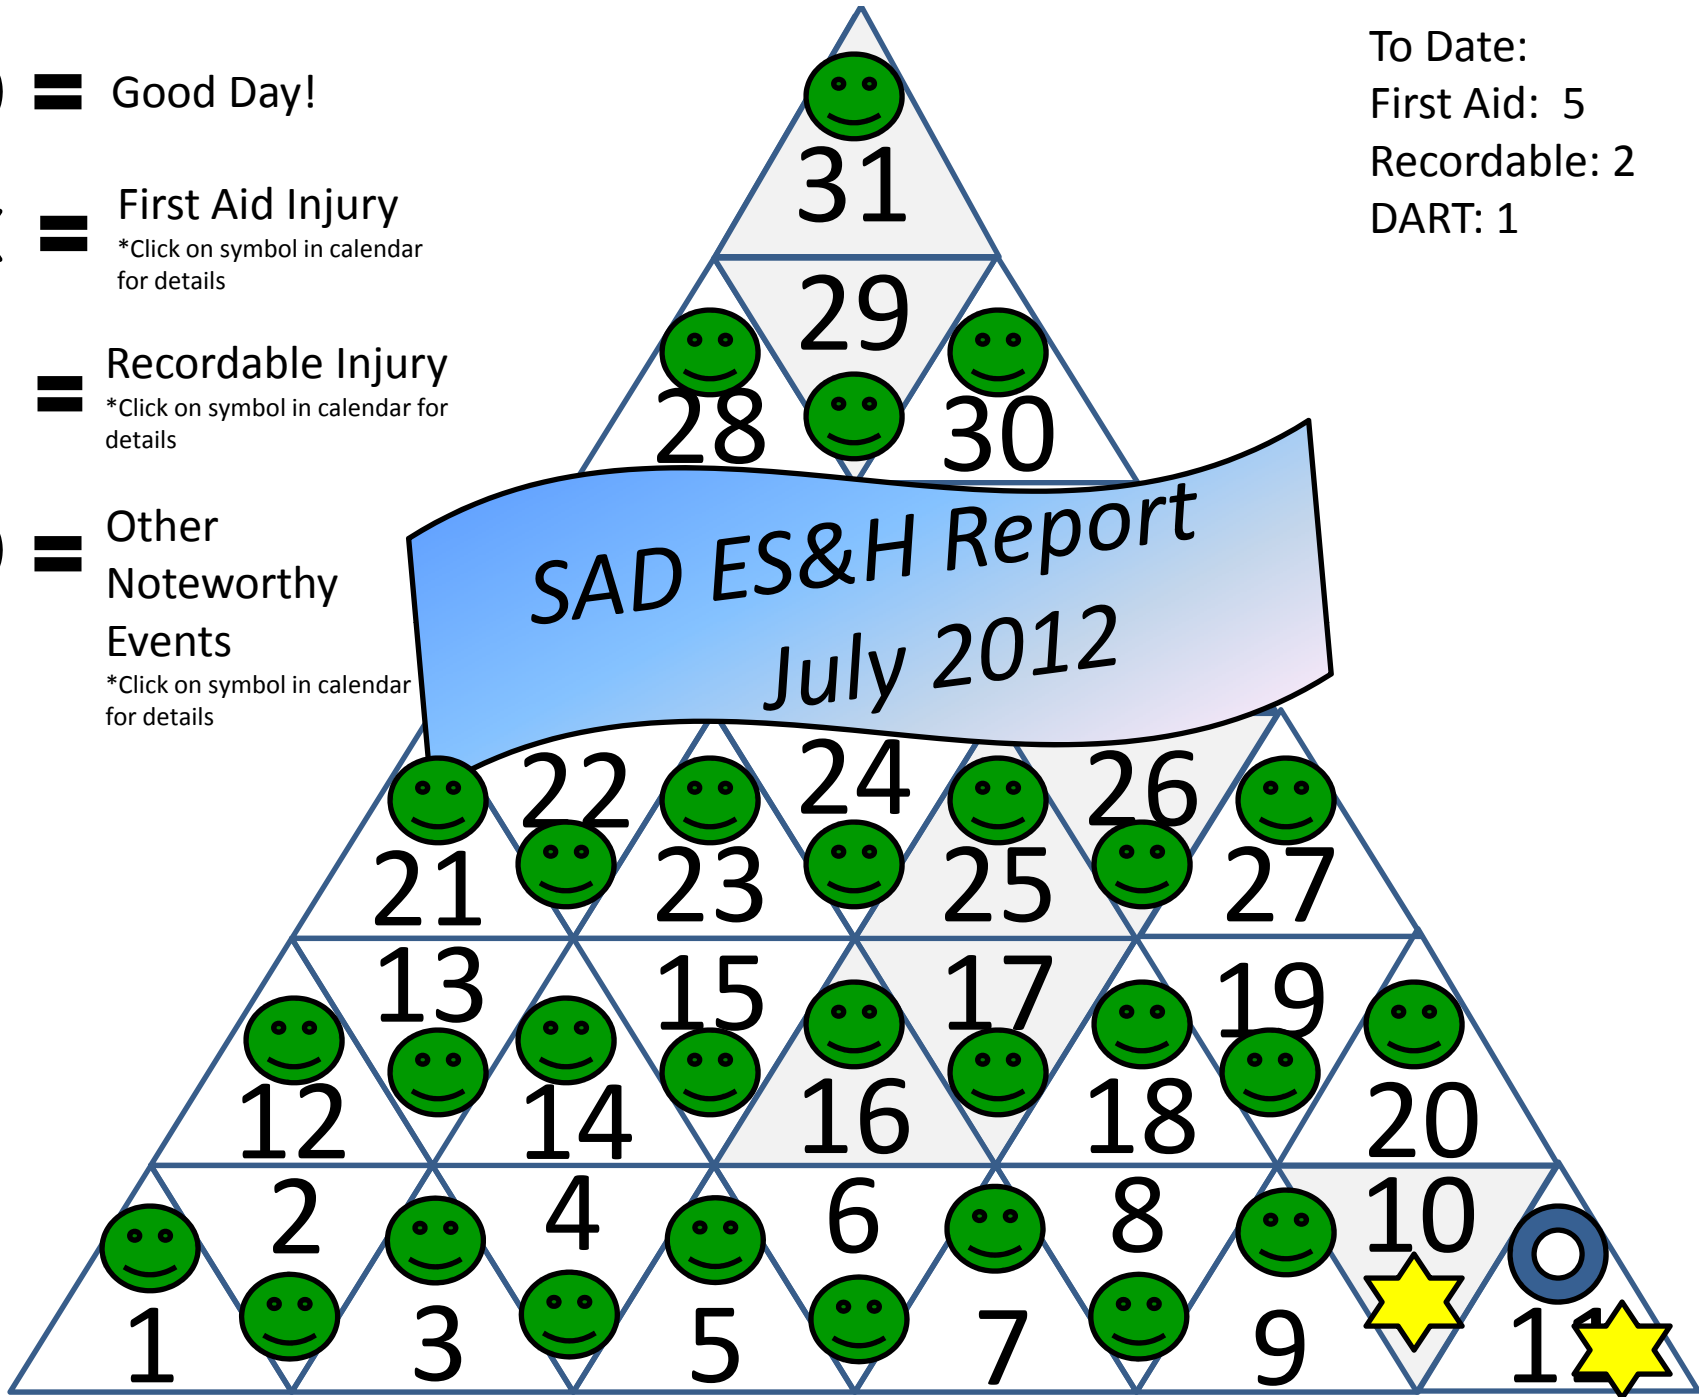 = Good Day!
= First Aid Injury
*Click on symbol in calendar
for details
= Recordable Injury
*Click on symbol in calendar for
details
= Other
Noteworthy
Events
*Click on symbol in calendar
for details
To Date:
First Aid: 5
Recordable: 2
DART: 1
31
29
28 30
SAD ES&H Report
July 2012
22 24 26
21 23 25 27
13 15 17 19
12 14 16 18 20
2 4 6 8 10
1 3 5 7 9 11